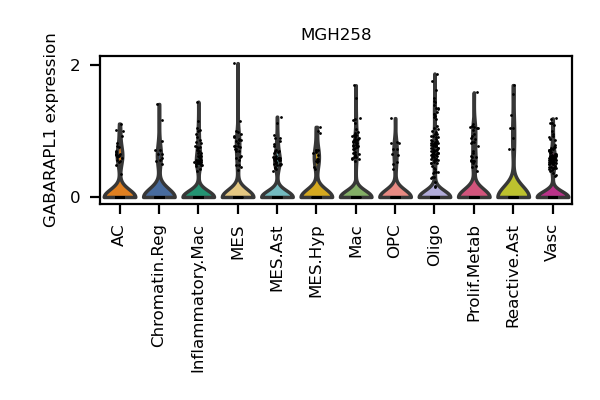 MGH258
GABARAPL1 expression
2
0
AC
Chromatin.Reg
Inflammatory.Mac
MES
MES.Ast
MES.Hyp
Mac
OPC
Oligo
Prolif.Metab
Reactive.Ast
Vasc